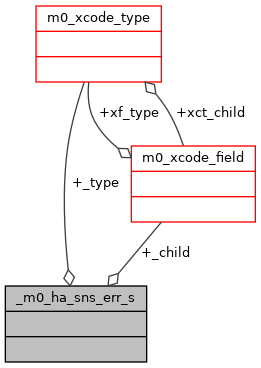 m0_xcode_type
+xf_type
+xct_child
m0_xcode_field
+_type
+_child
_m0_ha_sns_err_s